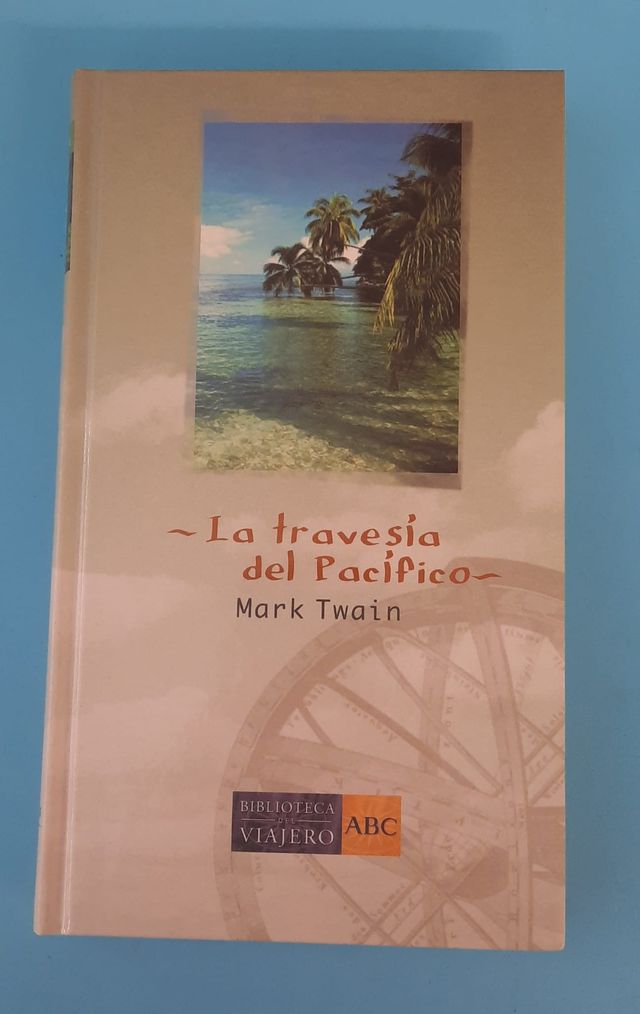 ~La travesía
del Pacífico~
Mark Twain
BIBLIOTECA
DEL
VIAJERO
ABC